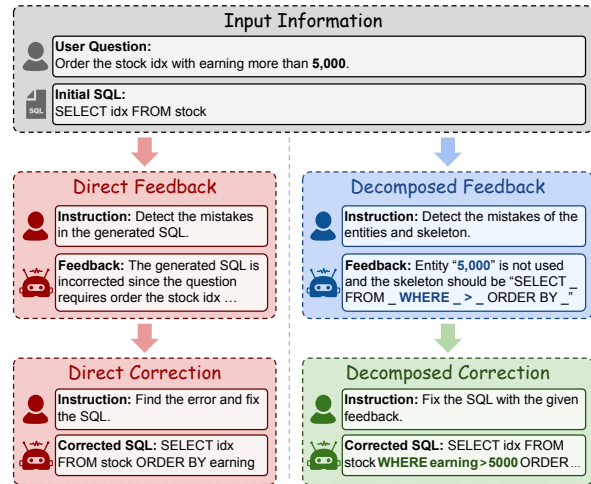 Input Information
User Question:
Order the stock idx with earning more than 5,000.
SQL
Initial SQL:
SELECT idx FROM stock
Direct Feedback
Instruction: Detect the mistakes
in the generated SQL.
Feedback: The generated SQL is
incorrect since the question
requires order the stock idx ...
Direct Correction
Instruction: Find the error and fix
the SQL.
Corrected SQL: SELECT idx
FROM stock ORDER BY earning
Decomposed Feedback
Instruction: Detect the mistakes of the
entities and skeleton.
Feedback: Entity “5,000” is not used
and the skeleton should be “SELECT _
FROM _ WHERE _ > _ ORDER BY _”
Decomposed Correction
Instruction: Fix the SQL with the given
feedback.
Corrected SQL: SELECT idx FROM
stock WHERE earning > 5000 ORDER ...